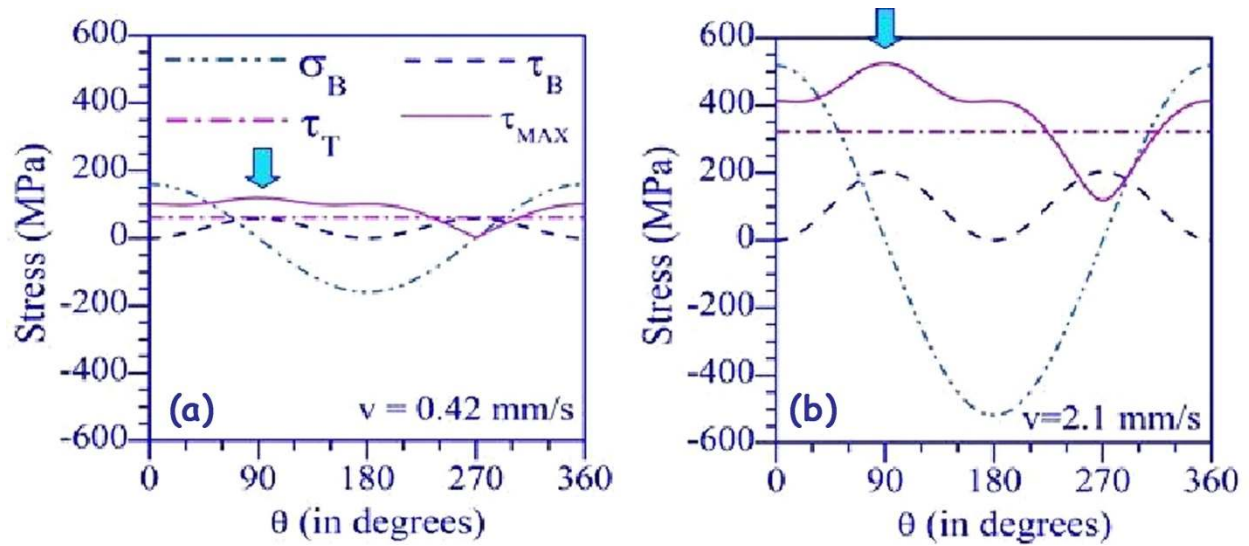 600
400
200
0
-200
-400
-600
Stress (MPa)
σB
τB
τT
τMAX
(a)
v = 0.42 mm/s
0 90 180 270 360
θ (in degrees)
600
400
200
0
-200
-400
-600
Stress (MPa)
(b)
v=2.1 mm/s
0 90 180 270 360
θ (in degrees)